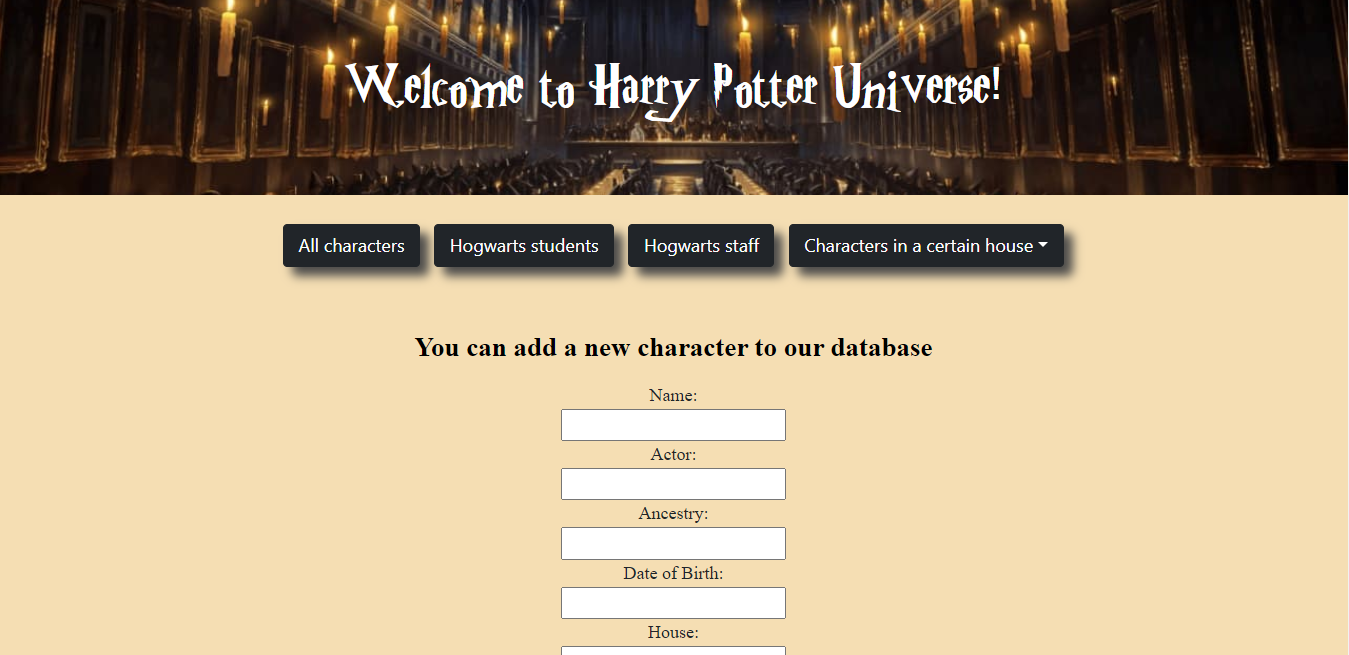 Welcome to Harry Potter Universe!
All characters
Hogwarts students
Hogwarts staff
Characters in a certain house
You can add a new character to our database
Name:
Actor:
Ancestry:
Date of Birth:
House: